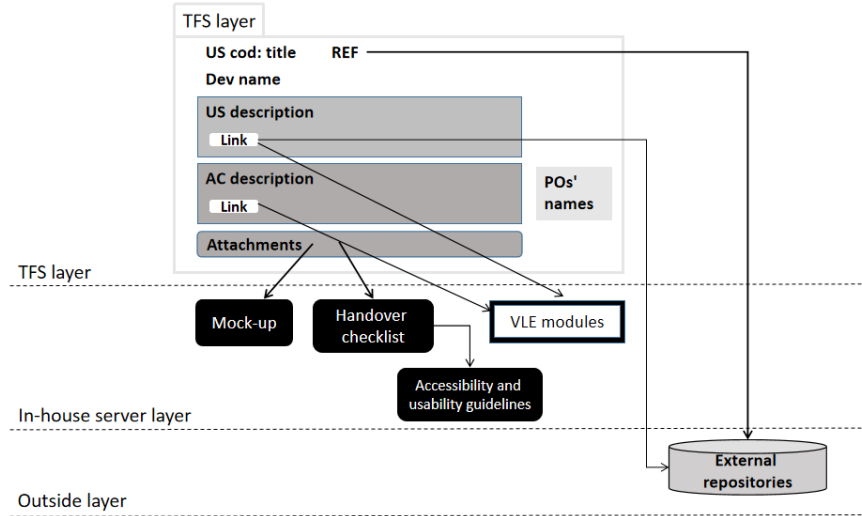 TFS layer
US cod: title REF
Dev name
US description
Link
AC description
Link
POs'
names
Attachments
TFS layer
Mock-up
Handover
checklist
VLE modules
Accessibility and
usability guidelines
In-house server layer
External
repositories
Outside layer